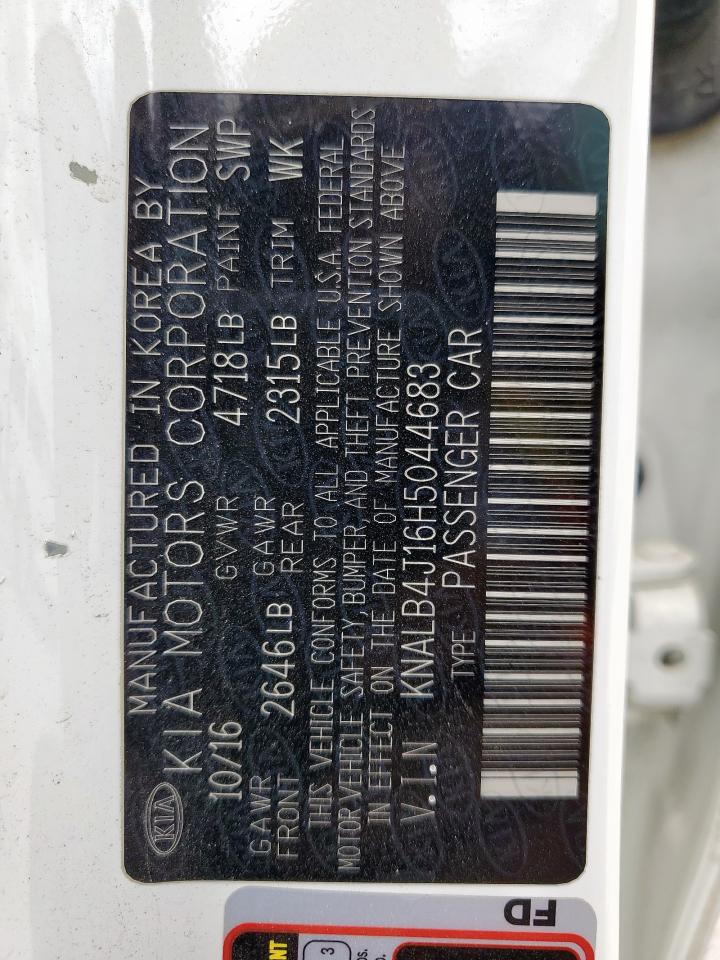 KIA
MANUFACTURED IN KOREA BY
KIA MOTORS CORPORATION
10/16 GVWR 4718LB PAINT SWP
GAWR FRONT 2646LB GAWR REAR 2315LB TRIM WK
THIS VEHICLE CONFORMS TO ALL APPLICABLE U.S.A. FEDERAL
MOTOR VEHICLE SAFETY, BUMPER, AND THEFT PREVENTION STANDARDS
IN EFFECT ON THE DATE OF MANUFACTURE SHOWN ABOVE
V.I.N KNALB4J16H5044683
TYPE : PASSENGER CAR
FD
3